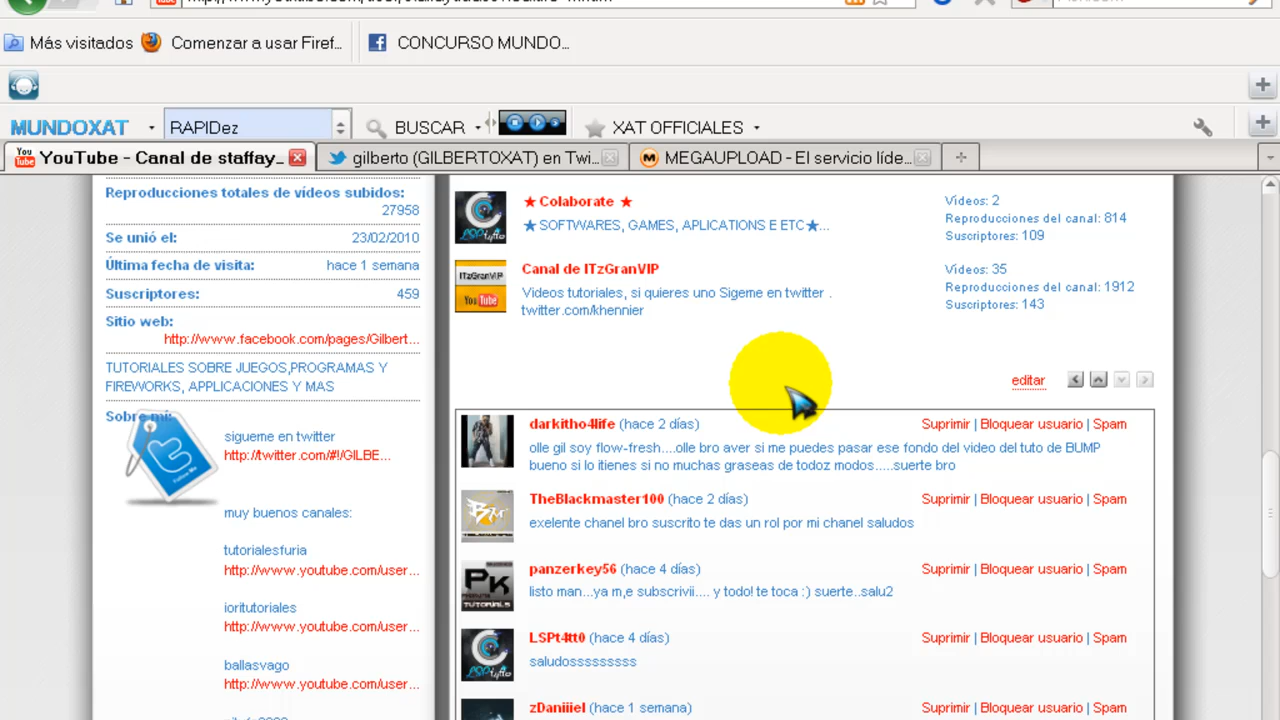 Más visitados
Comenzar a usar Firef...
CONCURSO MUNDO...
MUNDOXAT
RAPIDez
BUSCAR
XAT OFFICIALES
YouTube - Canal de staffay_
gilberto (GILBERTOXAT) en Twi...
MEGAUPLOAD - El servicio líde...
Reproducciones totales de vídeos subidos:
27958
Se unió el: 23/02/2010
Última fecha de visita: hace 1 semana
Suscriptores: 459
Sitio web:
http://www.facebook.com/pages/Gilbert...
TUTORIALES SOBRE JUEGOS,PROGRAMAS Y
FIREWORKS, APPLICACIONES Y MAS
Sobre mí:
sigueme en twitter
http://twitter.com/#!/GILBE...
muy buenos canales:
tutorialesfuria
http://www.youtube.com/user...
ioritutoriales
http://www.youtube.com/user...
ballasvago
http://www.youtube.com/user...
★ Colaborate ★
★SOFTWARES, GAMES, APLICATIONS E ETC★...
Vídeos: 2
Reproducciones del canal: 814
Suscriptores: 109
ITzGranVIP
You Tube
Canal de ITzGranVIP
Videos tutoriales, si quieres uno Sigeme en twitter .
twitter.com/khennier
Vídeos: 35
Reproducciones del canal: 1912
Suscriptores: 143
editar
darkitho4life (hace 2 días) Suprimir | Bloquear usuario | Spam
olle gil soy flow-fresh....olle bro aver si me puedes pasar ese fondo del video del tuto de BUMP
bueno si lo itienes si no muchas graseas de todoz modos.....suerte bro
TheBlackmaster100 (hace 2 días) Suprimir | Bloquear usuario | Spam
exelente chanel bro suscrito te das un rol por mi chanel saludos
panzerkey56 (hace 4 días) Suprimir | Bloquear usuario | Spam
listo man...ya m,e subscrivii.... y todo! te toca :) suerte..salu2
LSPt4tt0 (hace 4 días) Suprimir | Bloquear usuario | Spam
saludosssssssss
zDaniiiel (hace 1 semana) Suprimir | Bloquear usuario | Spam